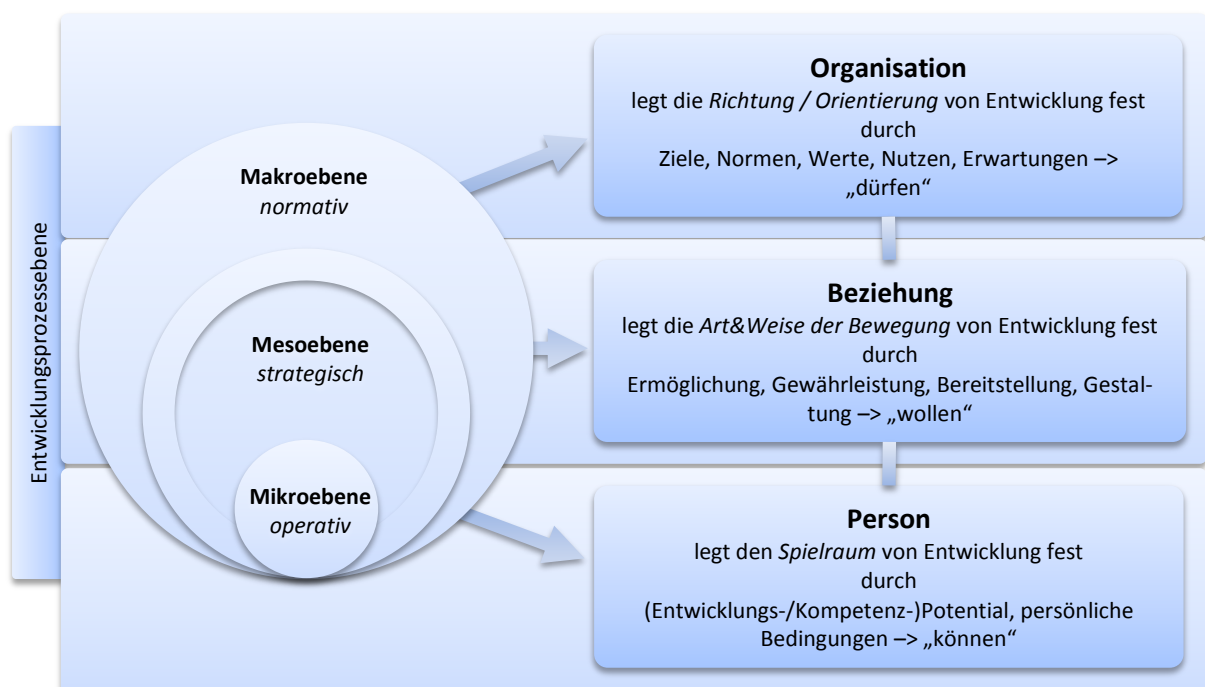 Entwicklungsprozessebene
Makroebene
normativ
Mesoebene
strategisch
Mikroebene
operativ
Organisation
legt die Richtung / Orientierung von Entwicklung fest
durch
Ziele, Normen, Werte, Nutzen, Erwartungen –>
„dürfen“
Beziehung
legt die Art&Weise der Bewegung von Entwicklung fest
durch
Ermöglichung, Gewährleistung, Bereitstellung, Gestal-
tung –> „wollen“
Person
legt den Spielraum von Entwicklung fest
durch
(Entwicklungs-/Kompetenz-)Potential, persönliche
Bedingungen –> „können“